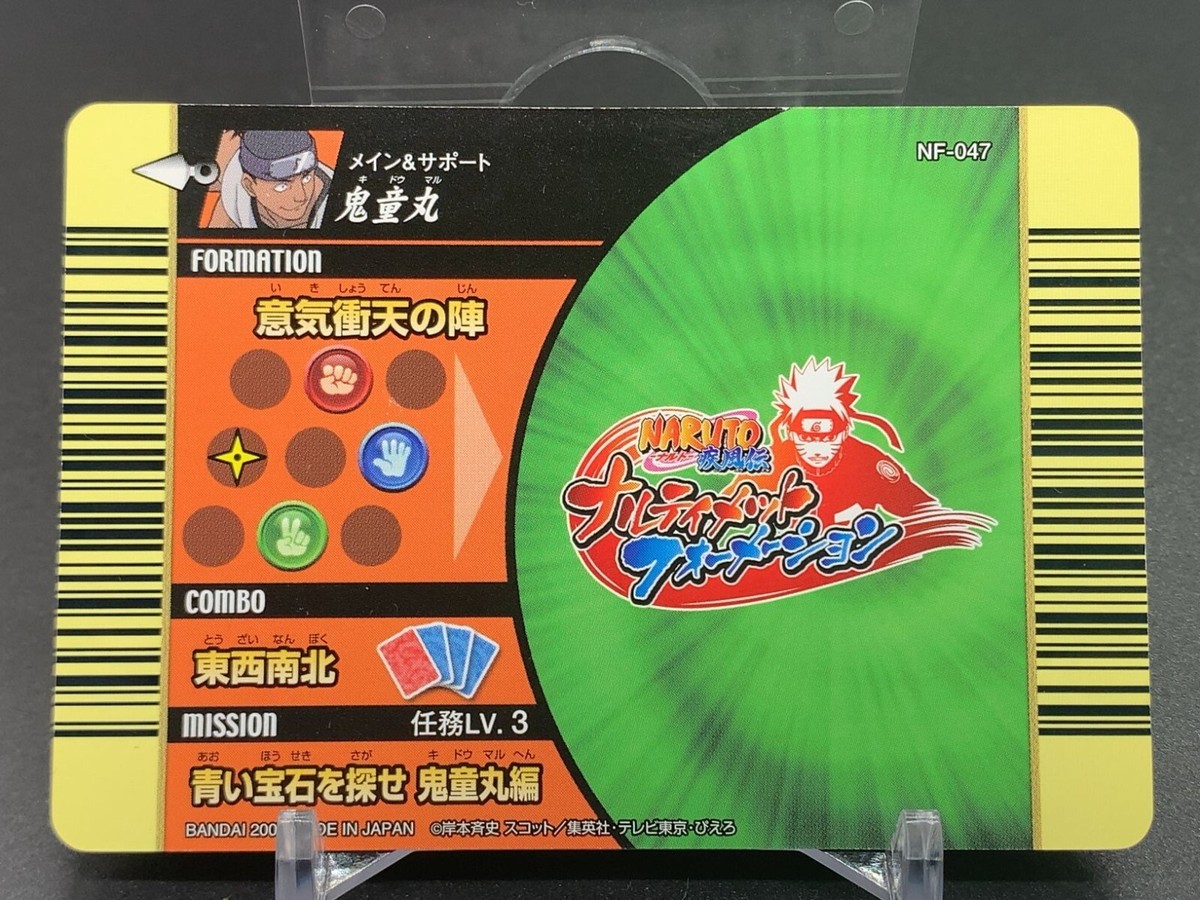 NF-047
メイン&サポート
キ ドウ マル
鬼童丸
FORMATION
い き しょう てん じん
意気衝天の陣
NARUTO
-ナルト-
疾風伝
ナルティメット
フォーメーション
COMBO
とう ざい なん ぼく
東西南北
MISSION 任務LV. 3
あお ほう せき さが キ ドウ マル へん
青い宝石を探せ 鬼童丸編
BANDAI IN JAPAN ©岸本斉史 スコット/集英社・テレビ東京・ぴえろ